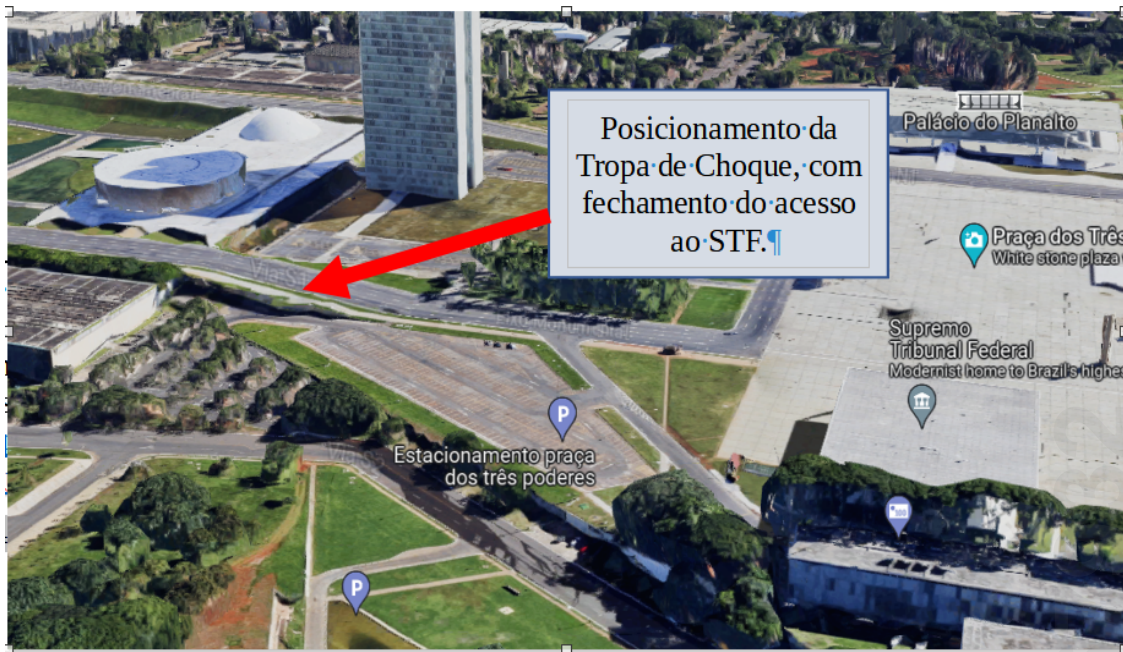 Posicionamento da
Tropa de Choque, com
fechamento do acesso
ao STF.¶
Palácio do Planalto
Praça dos Três
White stone plaza
Supremo
Tribunal Federal
Modernist home to Brazil's highes
P
Estacionamento praça
dos três poderes
P